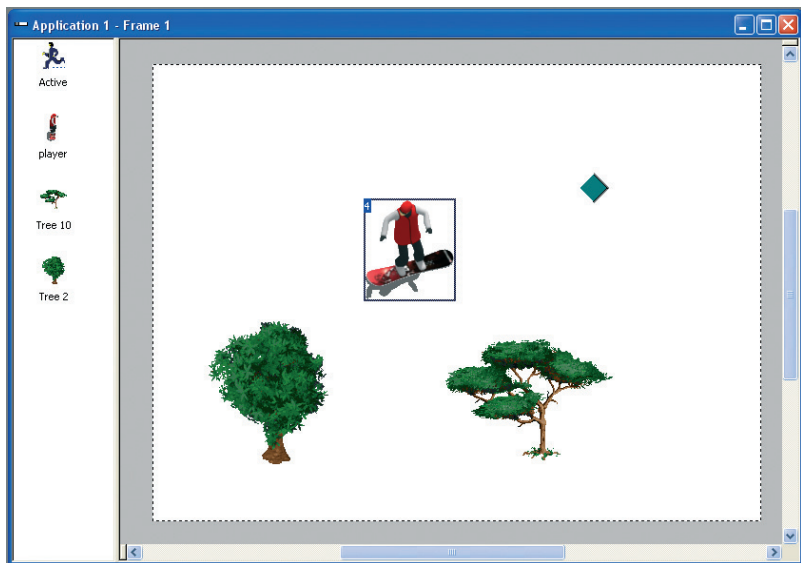 Application 1 - Frame 1
Active
player
Tree 10
Tree 2
4